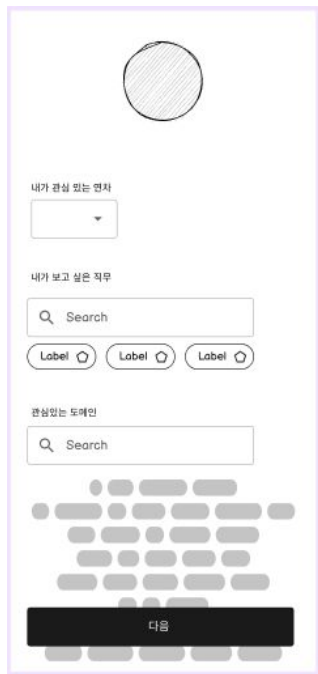 내가 관심 있는 연차
내가 보고 싶은 직무
Search
Label Label Label
관심있는 도메인
Search
다음